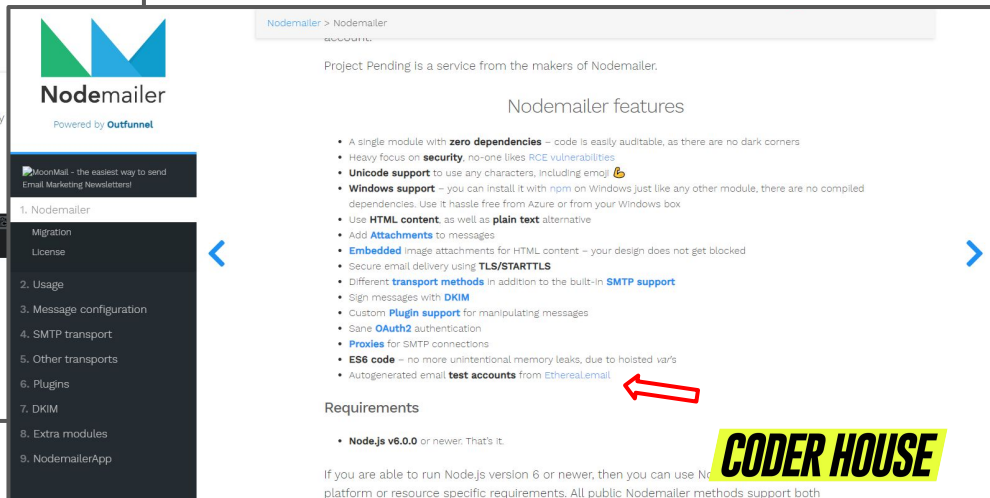 Nodemailer
Powered by Outfunnel
MoonMail - the easiest way to send
Email Marketing Newsletters!
1. Nodemailer
Migration
License
2. Usage
3. Message configuration
4. SMTP transport
5. Other transports
6. Plugins
7. DKIM
8. Extra modules
9. NodemailerApp
Nodemailer > Nodemailer
account.
Project Pending is a service from the makers of Nodemailer.
Nodemailer features
• A single module with zero dependencies – code is easily auditable, as there are no dark corners
• Heavy focus on security, no-one likes RCE vulnerabilities
• Unicode support to use any characters, including emoji 💪
• Windows support – you can install it with npm on Windows just like any other module, there are no compiled
dependencies. Use it hassle free from Azure or from your Windows box
• Use HTML content, as well as plain text alternative
• Add Attachments to messages
• Embedded image attachments for HTML content – your design does not get blocked
• Secure email delivery using TLS/STARTTLS
• Different transport methods in addition to the built-in SMTP support
• Sign messages with DKIM
• Custom Plugin support for manipulating messages
• Sane OAuth2 authentication
• Proxies for SMTP connections
• ES6 code – no more unintentional memory leaks, due to hoisted var's
• Autogenerated email test accounts from Ethereal.email
Requirements
• Node.js v6.0.0 or newer. That's it.
If you are able to run Node.js version 6 or newer, then you can use
platform or resource specific requirements. All public Nodemailer methods support both
CODER HOUSE